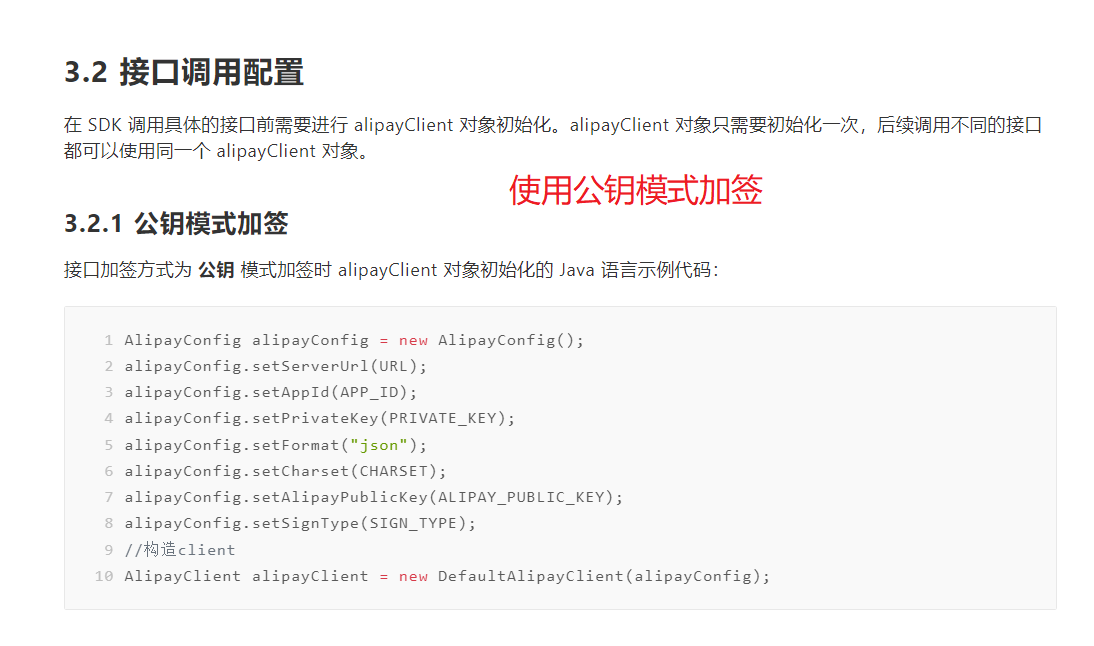 3.2 接口调用配置
在 SDK 调用具体的接口前需要进行 alipayClient 对象初始化。alipayClient 对象只需要初始化一次，后续调用不同的接口
都可以使用同一个 alipayClient 对象。
使用公钥模式加签
3.2.1 公钥模式加签
接口加签方式为 公钥 模式加签时 alipayClient 对象初始化的 Java 语言示例代码：
1 AlipayConfig alipayConfig = new AlipayConfig();
2 alipayConfig.setServerUrl(URL);
3 alipayConfig.setAppId(APP_ID);
4 alipayConfig.setPrivateKey(PRIVATE_KEY);
5 alipayConfig.setFormat("json");
6 alipayConfig.setCharset(CHARSET);
7 alipayConfig.setAlipayPublicKey(ALIPAY_PUBLIC_KEY);
8 alipayConfig.setSignType(SIGN_TYPE);
9 //构造client
10 AlipayClient alipayClient = new DefaultAlipayClient(alipayConfig);